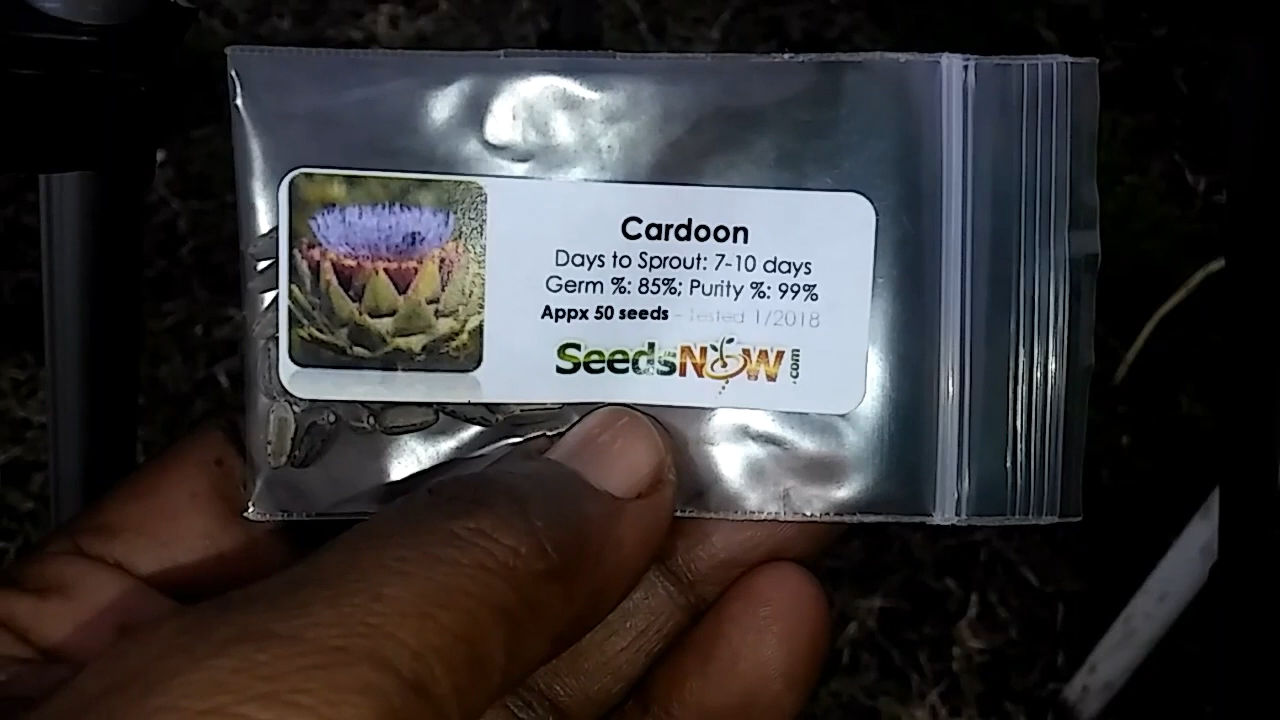 Cardoon
Days to Sprout: 7-10 days
Germ %: 85%; Purity %: 99%
Appx 50 seeds - Tested 1/2018
SeedsNOW.com